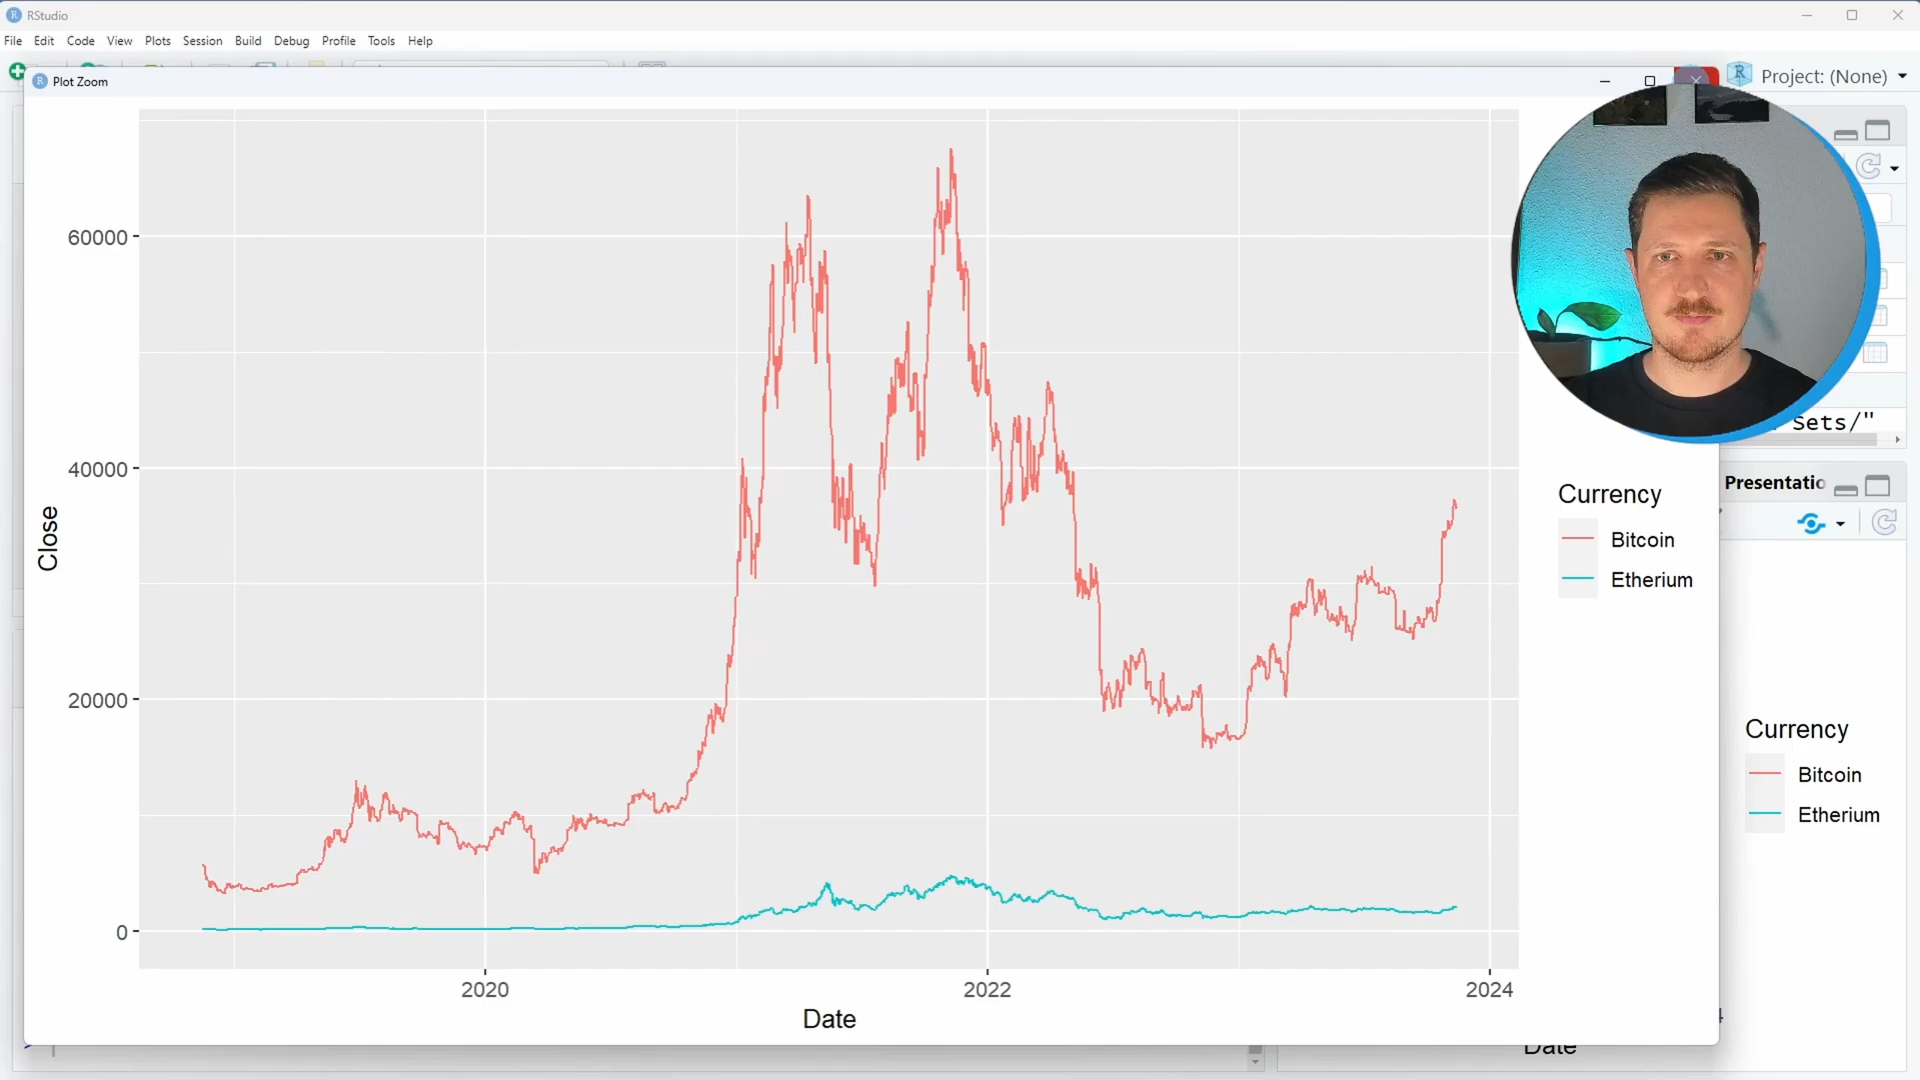 RStudio
File Edit Code View Plots Session Build Debug Profile Tools Help
Plot Zoom
Project: (None)
60000
40000
20000
0
Close
2020
2022
2024
Date
Currency
Bitcoin
Etherium
Sets/"
Presentatio
Currency
Bitcoin
Etherium
Date